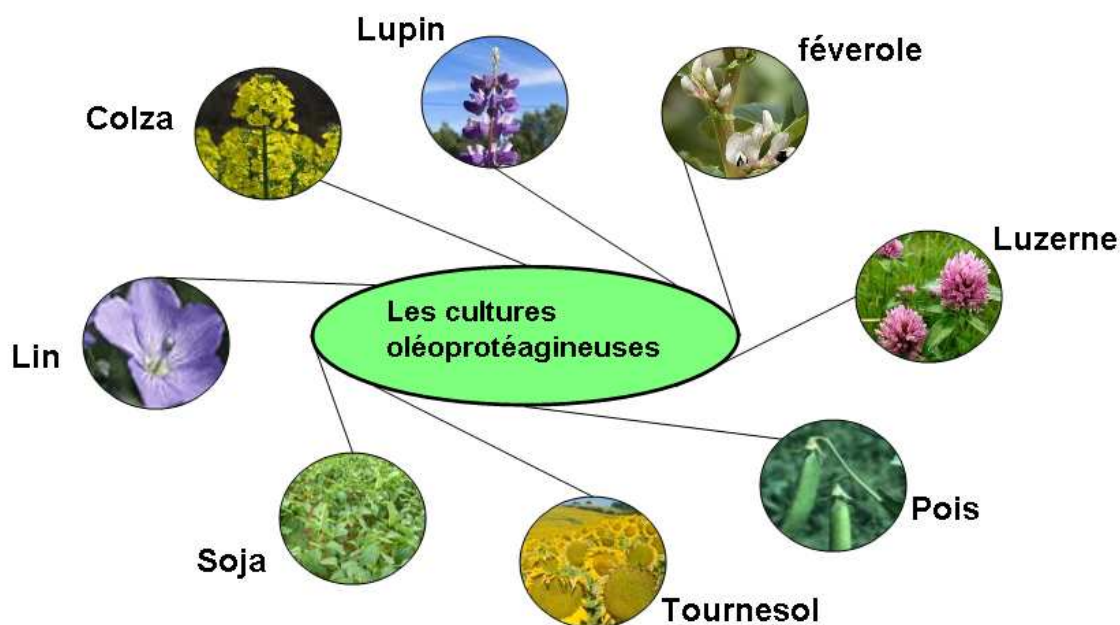 Lupin
féverole
Colza
Luzerne
Les cultures
oléoprotéagineuses
Lin
Pois
Soja
Tournesol